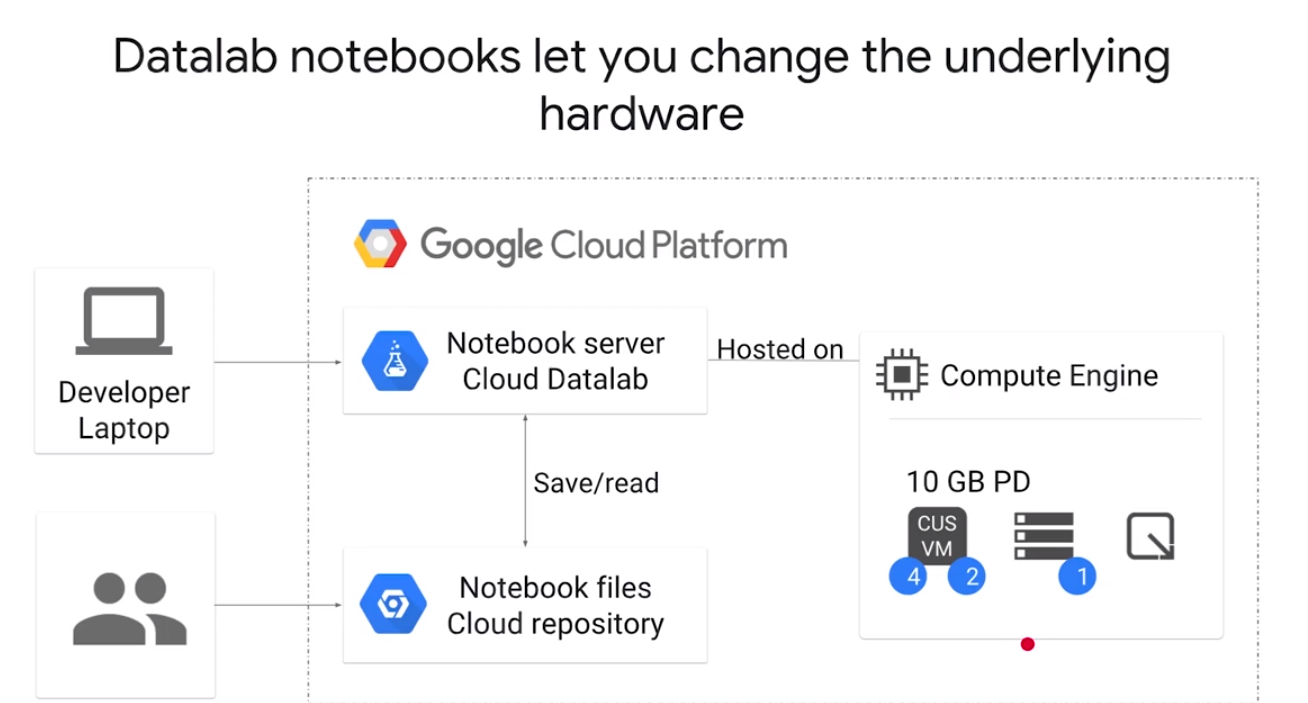 Datalab notebooks let you change the underlying
hardware
Google Cloud Platform
Developer
Laptop
Notebook server
Cloud Datalab
Hosted on
Compute Engine
Save/read
10 GB PD
CUS
VM
4
2
1
Notebook files
Cloud repository